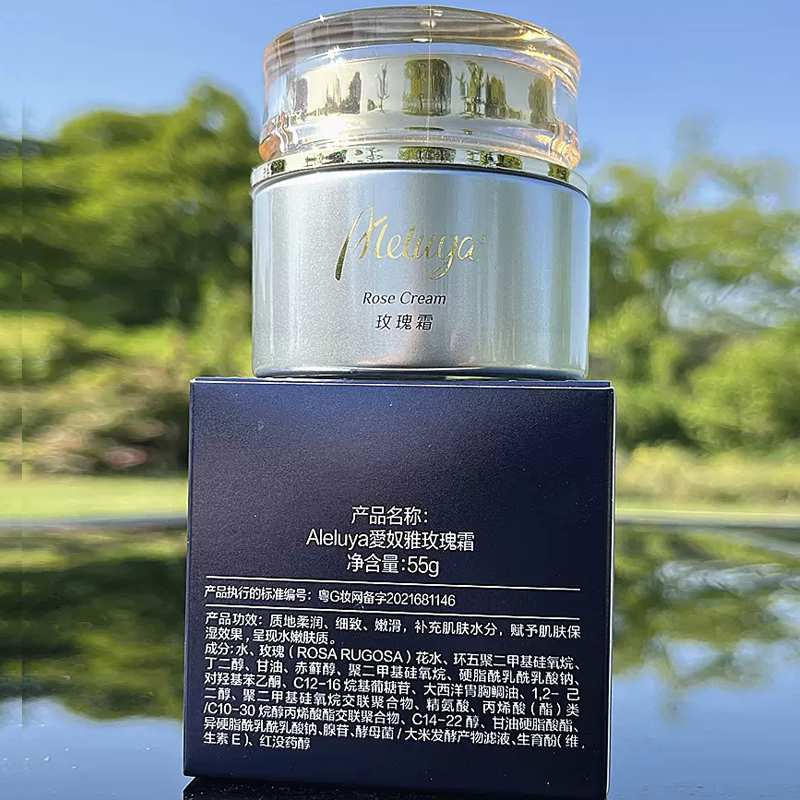 Aleluya
Rose Cream
玫瑰霜
产品名称：
Aleluya愛奴雅玫瑰霜
净含量：55g
产品执行的标准编号：粤G妆网备字2021681146
产品功效：质地柔润、细致、嫩滑，补充肌肤水分，赋予肌肤保
湿效果，呈现水嫩肤质。
成分：水、玫瑰（ROSA RUGOSA）花水、环五聚二甲基硅氧烷、
丁二醇、甘油、赤藓醇、聚二甲基硅氧烷、硬脂酰乳酰乳酸钠、
对羟基苯乙酮、C12-16 烷基葡糖苷、大西洋胄胸鲷油、1,2- 己
二醇、聚二甲基硅氧烷交联聚合物、精氨酸、丙烯酸（酯）类
/C10-30 烷醇丙烯酸酯交联聚合物、C14-22 醇、甘油硬脂酸酯、
异硬脂酰乳酰乳酸钠、腺苷、酵母菌 / 大米发酵产物滤液、生育酚（维
生素 E）、红没药醇